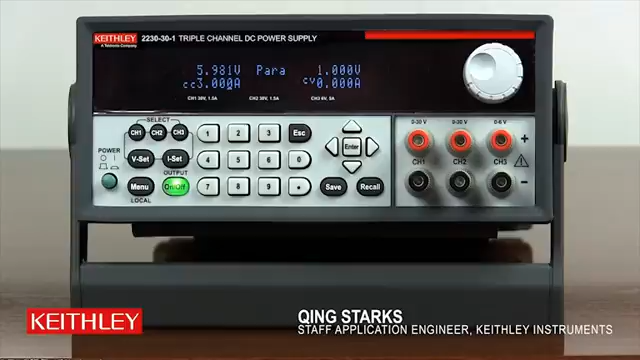 KEITHLEY
A Tektronix Company
2230-30-1 TRIPLE CHANNEL DC POWER SUPPLY
5.981V Para 1.000V
cc3.000A cv0.000A
CH1 30V, 1.5A CH2 30V, 1.5A CH3 6V, 5A
SELECT
CH1 CH2 CH3
1 2 3 Esc
POWER
V-Set I-Set
4 5 6 0
Enter
OUTPUT
Menu On/Off
7 8 9 •
Save Recall
LOCAL
0-30 V 0-30 V 0-6 V
+
CH1 CH2 CH3
-
KEITHLEY
QING STARKS
STAFF APPLICATION ENGINEER, KEITHLEY INSTRUMENTS